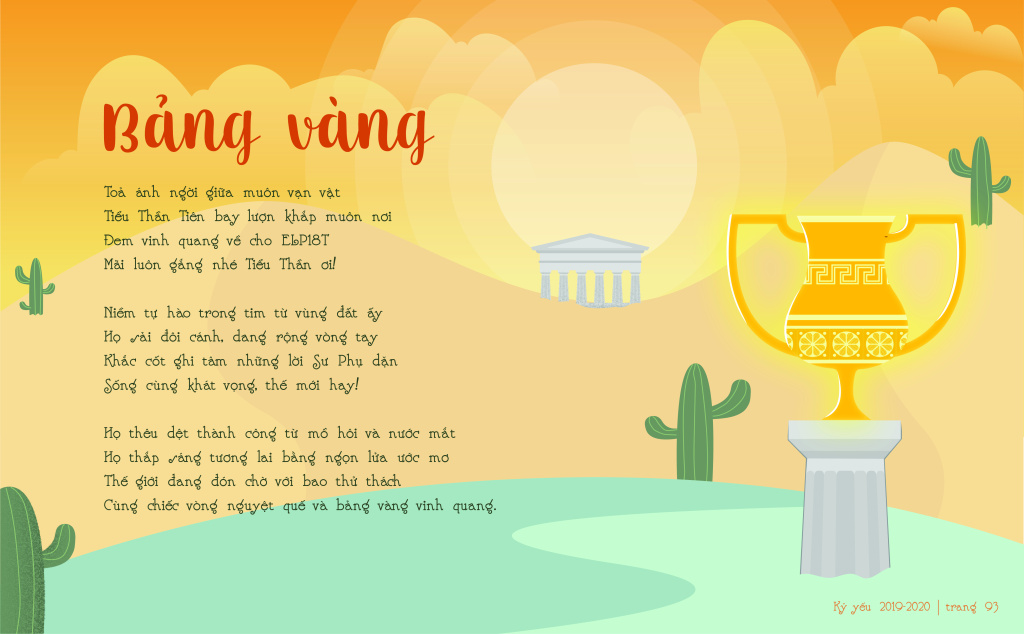 Bảng vàng
Toả ánh ngời giữa muôn vạn vật
Tiểu Thần Tiên bay lượn khắp muôn nơi
Đem vinh quang về cho ELP18T
Mãi luôn gắng nhé Tiểu Thần ơi!
Niềm tự hào trong tim từ vùng đất ấy
Họ sải đôi cánh, dang rộng vòng tay
Khắc cốt ghi tâm những lời Sư Phụ dặn
Sống cùng khát vọng, thế mới hay!
Họ thêu dệt thành công từ mồ hôi và nước mắt
Họ thắp sáng tương lai bằng ngọn lửa ước mơ
Thế giới đang đón chờ với bao thử thách
Cùng chiếc vòng nguyệt quế và bảng vàng vinh quang.
Kỷ yếu 2019-2020 | trang 93